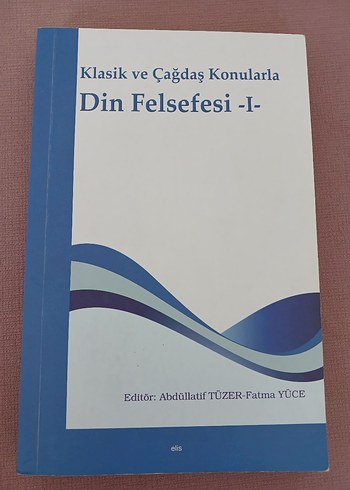 Klasik ve Çağdaş Konularla
Din Felsefesi -I-
Editör: Abdüllatif TÜZER-Fatma YÜCE
elis